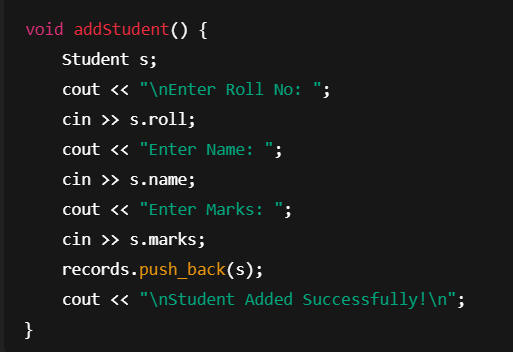 void addStudent() {
    Student s;
    cout << "\nEnter Roll No: ";
    cin >> s.roll;
    cout << "Enter Name: ";
    cin >> s.name;
    cout << "Enter Marks: ";
    cin >> s.marks;
    records.push_back(s);
    cout << "\nStudent Added Successfully!\n";
}